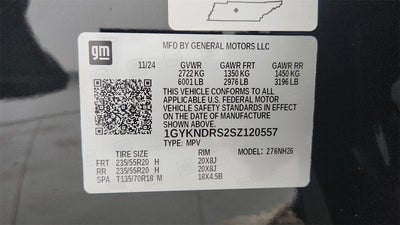 gm
MFD BY GENERAL MOTORS LLC
11/24 GVWR GAWR FRT GAWR RR
2722 KG 1350 KG 1450 KG
6001 LB 2976 LB 3196 LB
THIS VEHICLE CONFORMS TO ALL
APPLICABLE U.S. FEDERAL MOTOR
VEHICLE SAFETY STANDARDS
IN EFFECT ON THE DATE OF
MANUFACTURE SHOWN ABOVE.
1GYKNDRS2SZ120557
TYPE: MPV MODEL: 276NH26
TIRE SIZE RIM
FRT 235/55R20 H 20X8J
RR 235/55R20 H 20X8J
SPA T135/70R18 M 18X4.5B